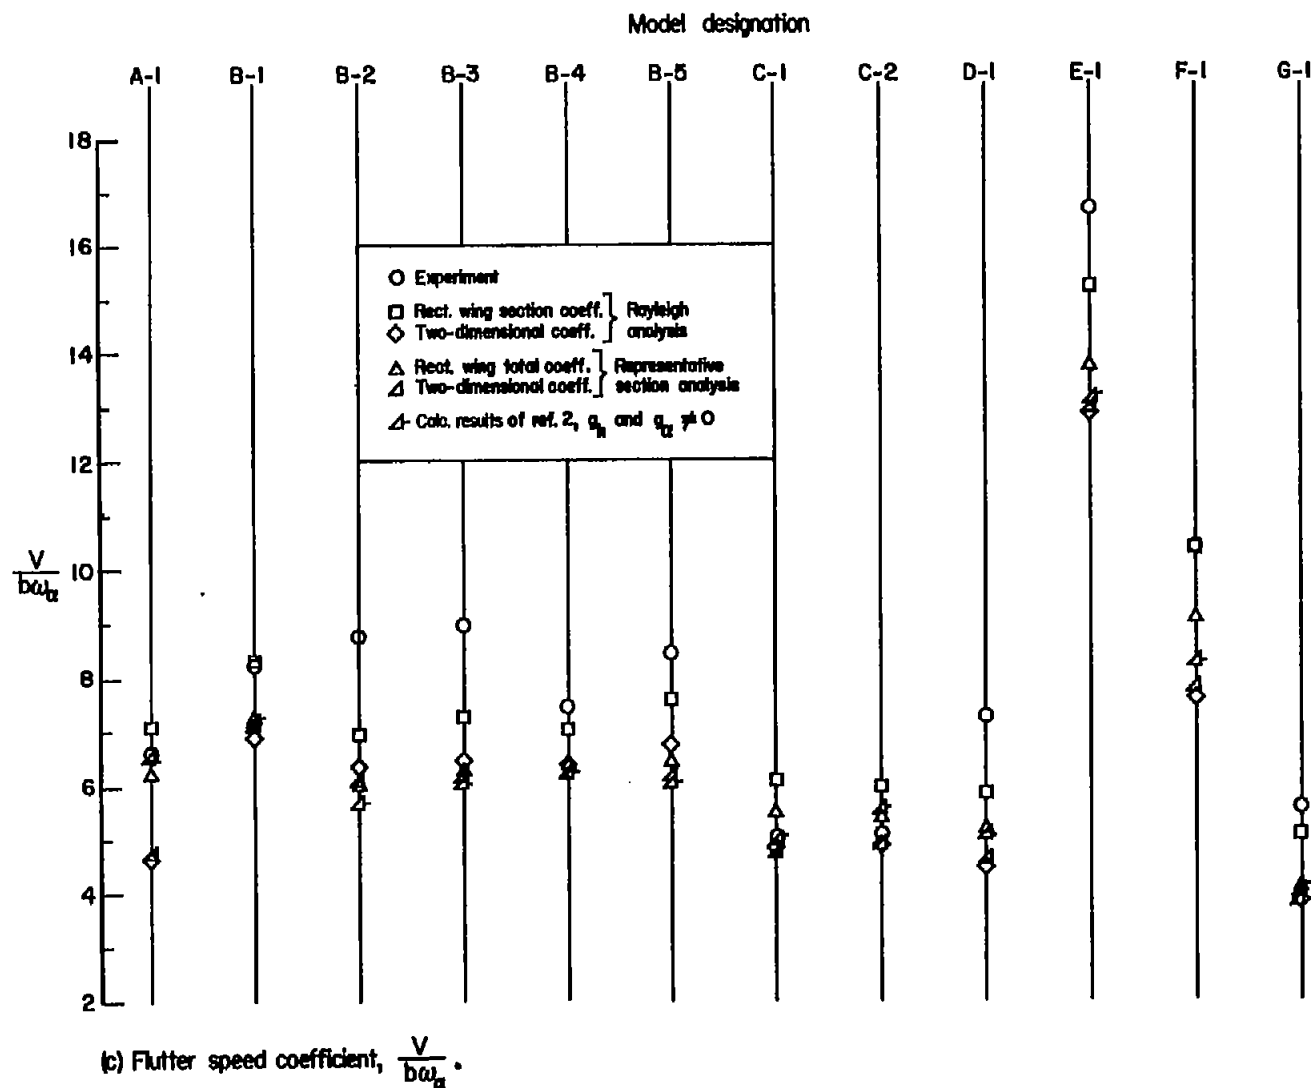 Model designation
A-1 B-1 B-2 B-3 B-4 B-5 C-1 C-2 D-1 E-1 F-1 G-1
18
16
Experiment
Rect. wing section coeff. } Rayleigh
Two-dimensional coeff. } analysis
14
Rect. wing total coeff. } Representative
Two-dimensional coeff. } section analysis
Calc. results of ref. 2, g_h and g_α ≠ 0
12
V/bω_α 10
8
6
4
2
(c) Flutter speed coefficient, V/bω_α.